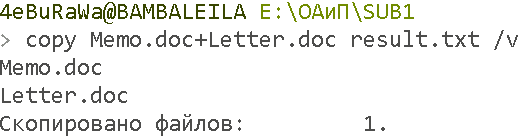 4eBuRaWa@BAMBALEILA E:\ОАиП\SUB1
> copy Memo.doc+Letter.doc result.txt /v
Memo.doc
Letter.doc
Скопировано файлов:         1.